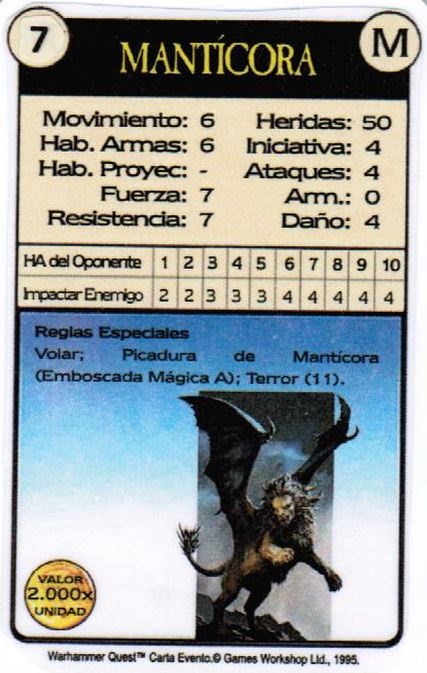 7
M
MANTÍCORA
Movimiento: 6 Heridas: 50
Hab. Armas: 6 Iniciativa: 4
Hab. Proyec: - Ataques: 4
Fuerza: 7 Arm.: 0
Resistencia: 7 Daño: 4
HA del Oponente 1 2 3 4 5 6 7 8 9 10
Impactar Enemigo 2 2 3 3 3 4 4 4 4 4
Reglas Especiales
Volar; Picadura de Mantícora
(Emboscada Mágica A); Terror (11).
VALOR
2.000x
UNIDAD
Warhammer Quest™ Carta Evento.© Games Workshop Ltd., 1995.